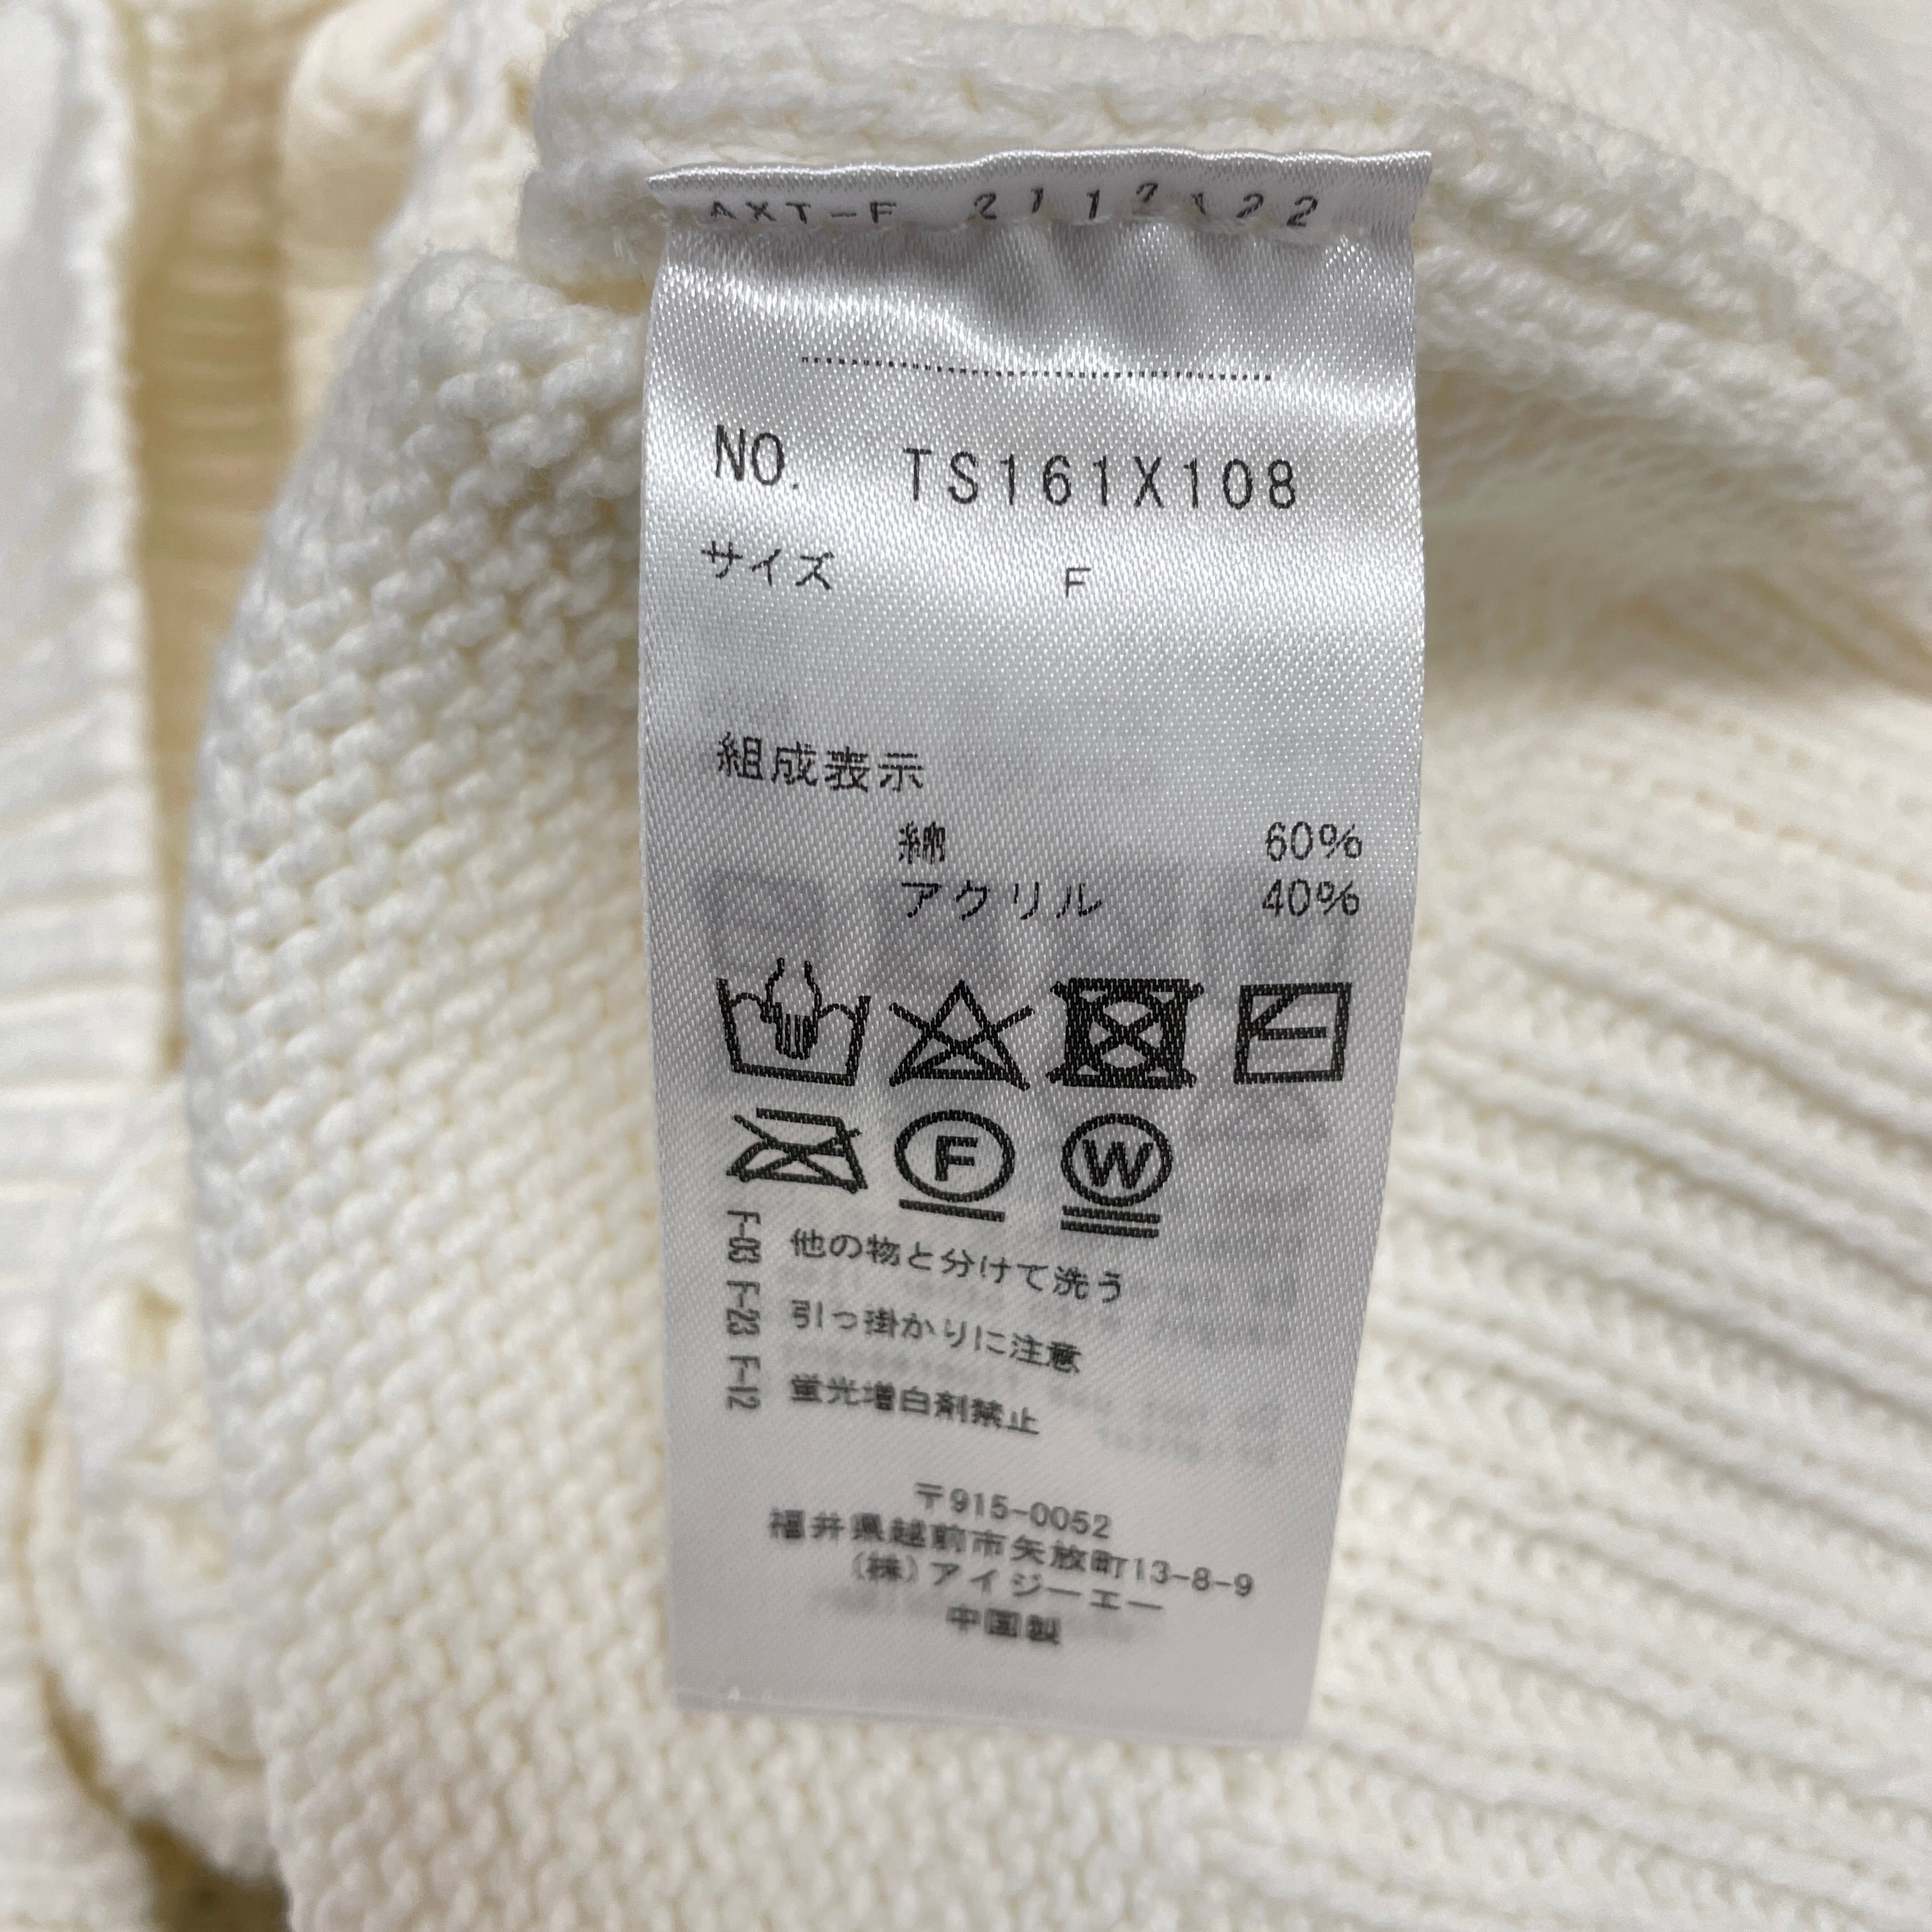 AXT-F 2112122
NO. TS161X108
サイズ F
組成表示
綿 60%
アクリル 40%
F W
F-03 他の物と分けて洗う
F-23 引っ掛かりに注意
F-12 蛍光増白剤禁止
〒915-0052
福井県越前市矢放町13-8-9
(株)アイジーエー
中国製